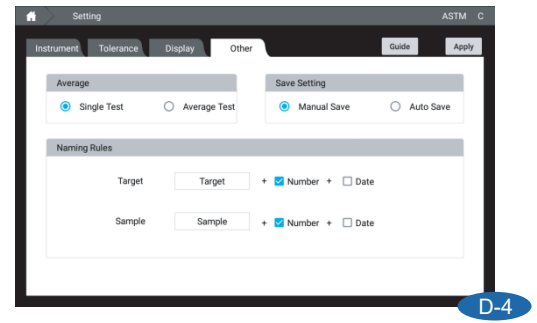 Setting ASTM C
Instrument Tolerance Display Other Guide Apply
Average Save Setting
Single Test Average Test Manual Save Auto Save
Naming Rules
Target Target + Number + Date
Sample Sample + Number + Date
D-4